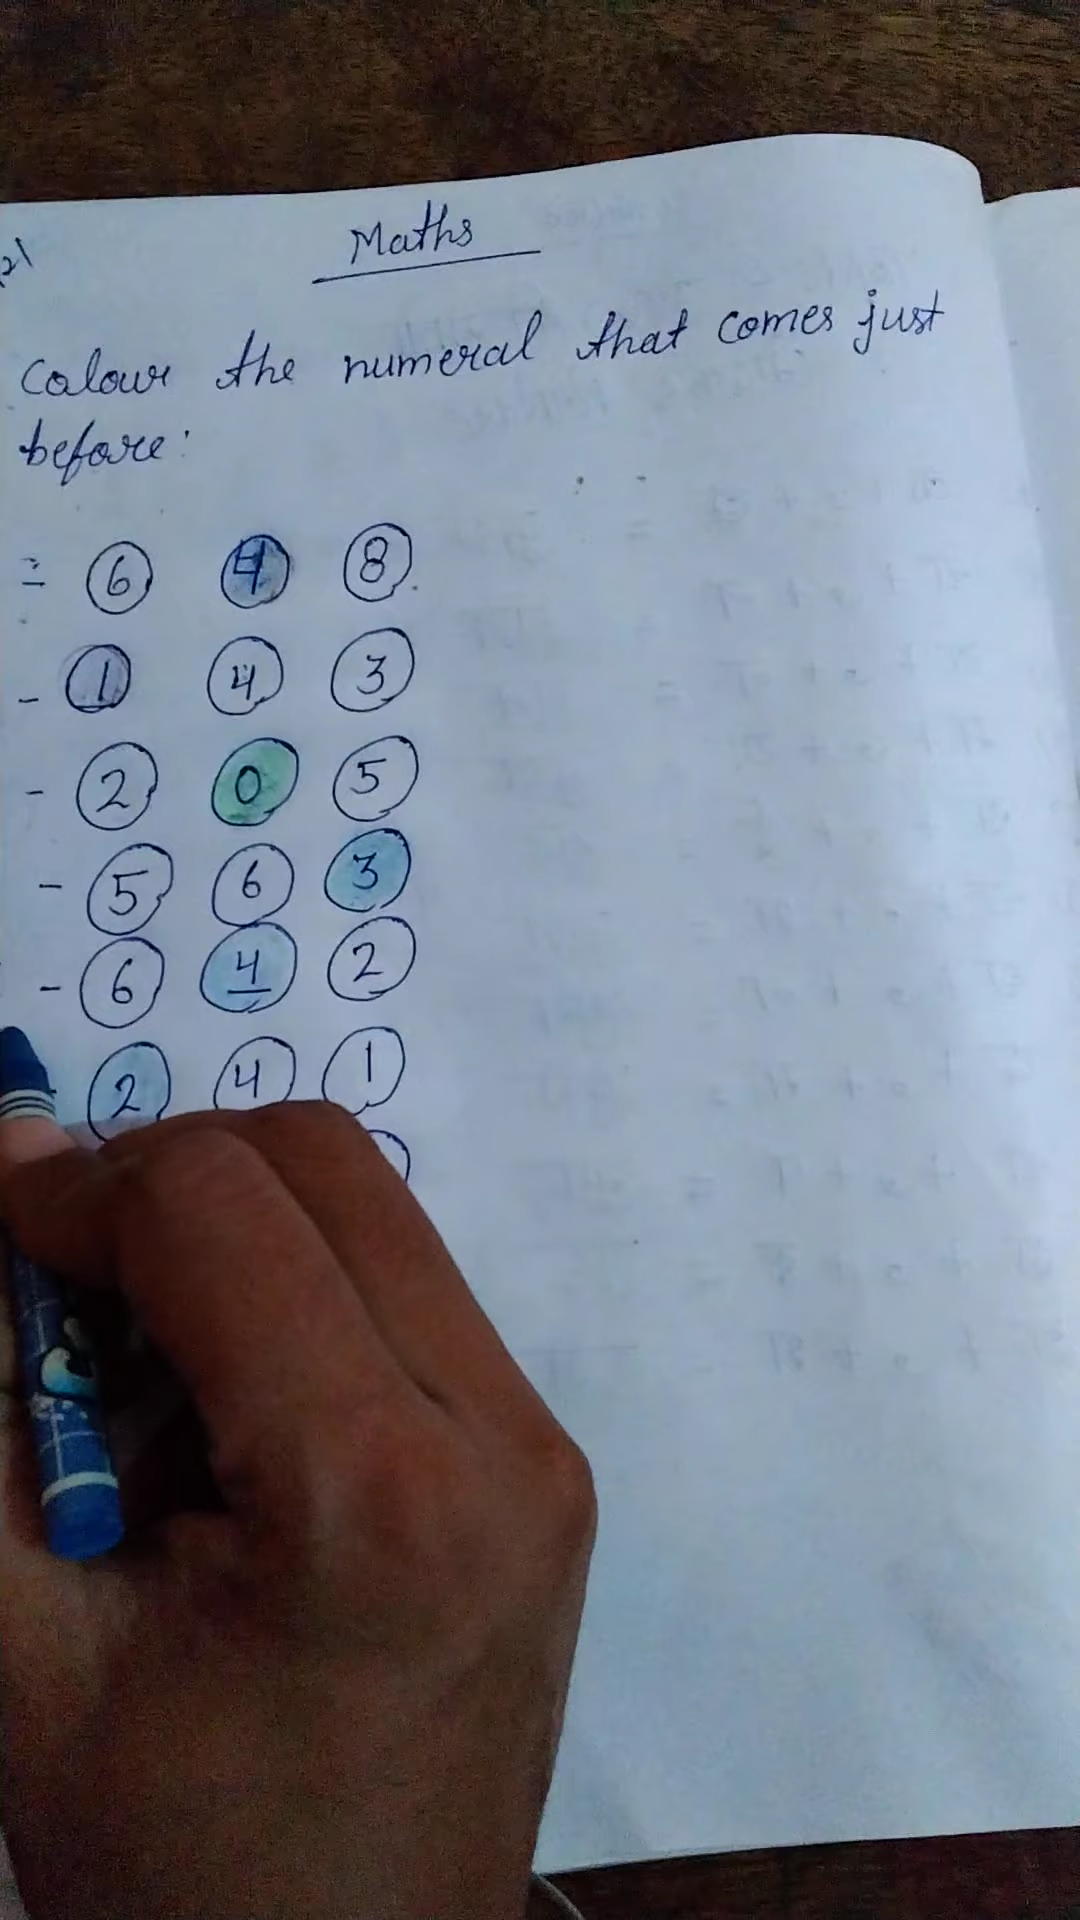 Maths
Colour the numeral that comes just
before:
= 6 4 8
- 1 4 3
- 2 0 5
- 5 6 3
- 6 4 2
2 4 1